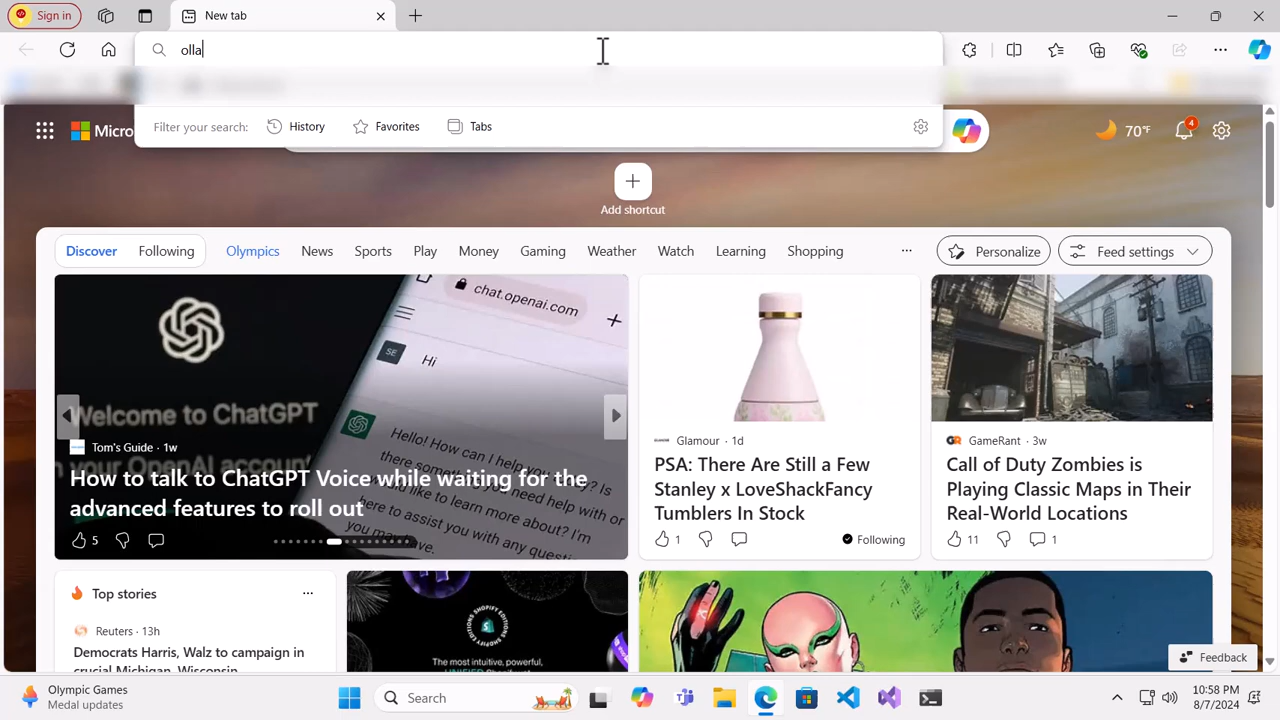 Sign in
New tab
olla
Filter your search:
History
Favorites
Tabs
Micro
70°F
4
Add shortcut
Discover
Following
Olympics
News
Sports
Play
Money
Gaming
Weather
Watch
Learning
Shopping
Personalize
Feed settings
chat.openai.com
SE
Hi
Welcome to ChatGPT
Tom's Guide · 1w
How to talk to ChatGPT Voice while waiting for the
advanced features to roll out
5
Glamour · 1d
PSA: There Are Still a Few
Stanley x LoveShackFancy
Tumblers In Stock
1
Following
GameRant · 3w
Call of Duty Zombies is
Playing Classic Maps in Their
Real-World Locations
11
1
Top stories
Reuters · 13h
Democrats Harris, Walz to campaign in
crucial Michigan, Wisconsin
SHOPIFY EDITIONS
The most intuitive, powerful,
Feedback
Olympic Games
Medal updates
Search
10:58 PM
8/7/2024